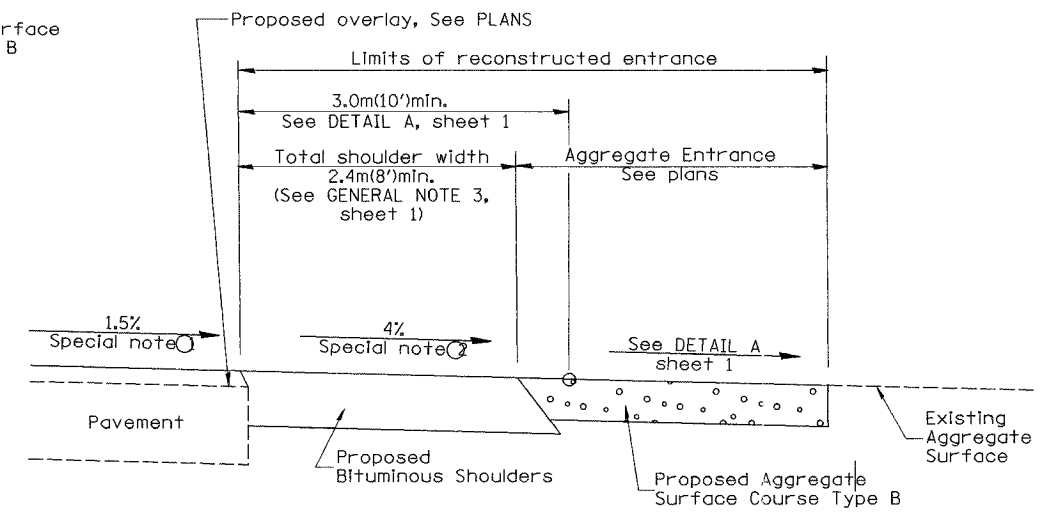 rface
B
Proposed overlay, See PLANS
Limits of reconstructed entrance
3.0m(10')min.
See DETAIL A, sheet 1
Total shoulder width
2.4m(8')min.
(See GENERAL NOTE 3,
sheet 1)
Aggregate Entrance
See plans
1.5%
Special note 1
4%
Special note 2
See DETAIL A
sheet 1
Pavement
Proposed
Bituminous Shoulders
Proposed Aggregate
Surface Course Type B
Existing
Aggregate
Surface